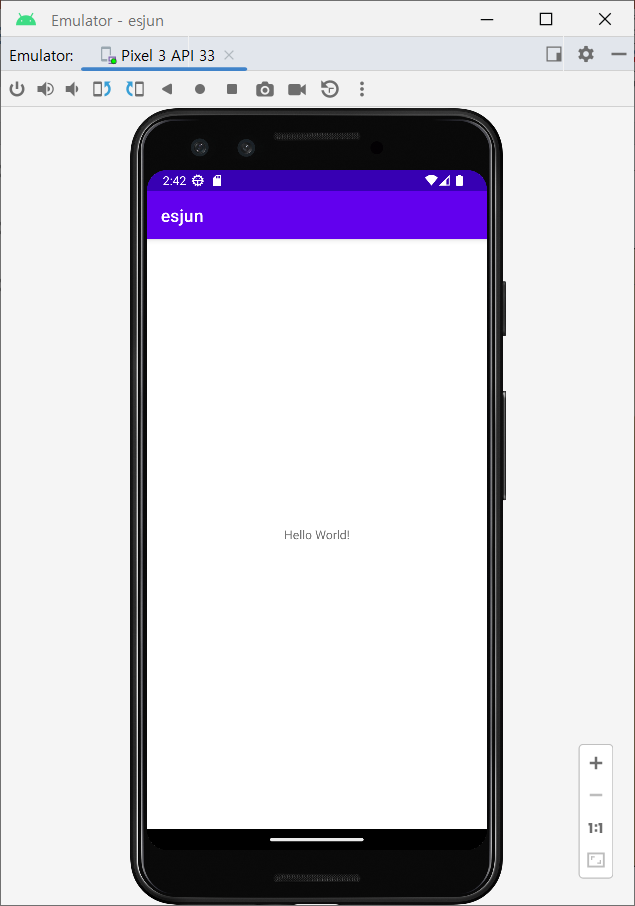 Emulator - esjun
Emulator: Pixel 3 API 33
2:42
esjun
Hello World!
1:1